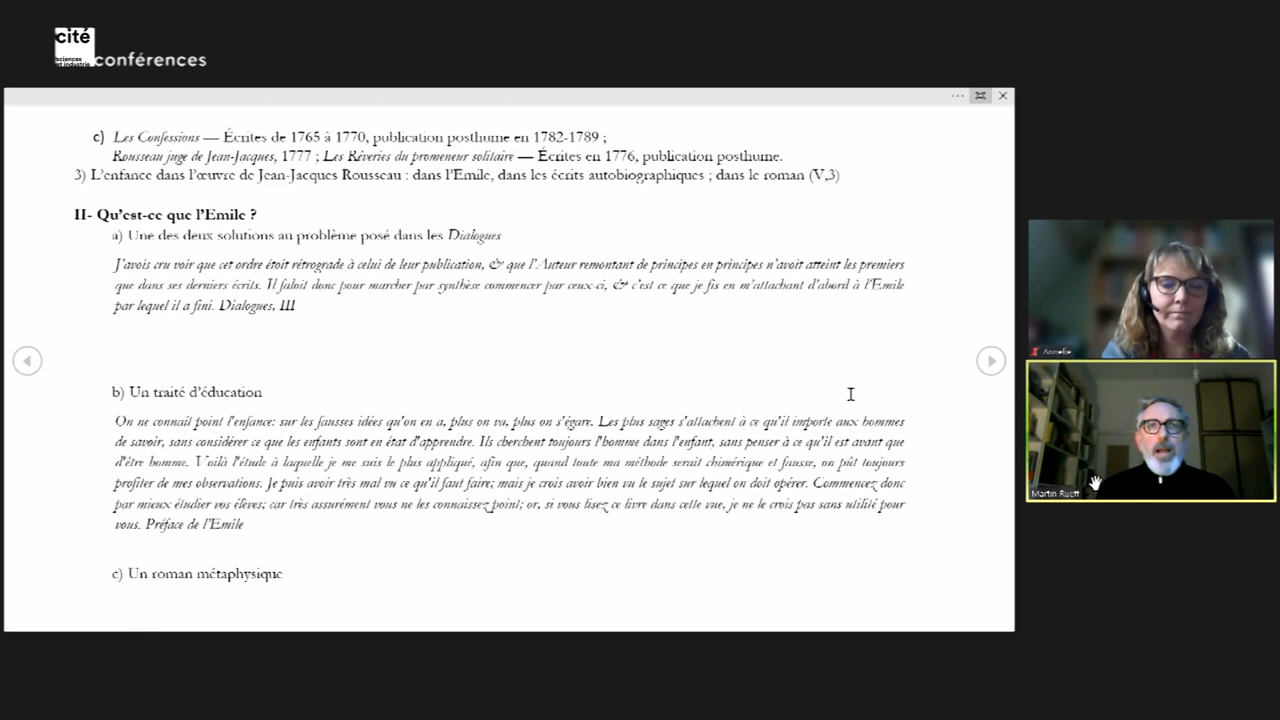 cité
sciences
et industrie
conférences
c) Les Confessions — Écrites de 1765 à 1770, publication posthume en 1782-1789 ;
Rousseau juge de Jean-Jacques, 1777 ; Les Rêveries du promeneur solitaire — Écrites en 1776, publication posthume.
3) L'enfance dans l'œuvre de Jean-Jacques Rousseau : dans l'Emile, dans les écrits autobiographiques ; dans le roman (V,3)
II- Qu'est-ce que l'Emile ?
a) Une des deux solutions au problème posé dans les Dialogues
J'avois cru voir que cet ordre étoit rétrograde à celui de leur publication, & que l'Auteur remontant de principes en principes n'avoit atteint les premiers
que dans ses derniers écrits. Il faloit donc pour marcher par synthèse commencer par ceux-ci, & c'est ce que je fis en m'attachant d'abord à l'Emile
par lequel il a fini. Dialogues, III
b) Un traité d'éducation
On ne connaît point l'enfance: sur les fausses idées qu'on en a, plus on va, plus on s'égare. Les plus sages s'attachent à ce qu'il importe aux hommes
de savoir, sans considérer ce que les enfants sont en état d'apprendre. Ils cherchent toujours l'homme dans l'enfant, sans penser à ce qu'il est avant que
d'être homme. Voilà l'étude à laquelle je me suis le plus appliqué, afin que, quand toute ma méthode serait chimérique et fausse, on pût toujours
profiter de mes observations. Je puis avoir très mal vu ce qu'il faut faire; mais je crois avoir bien vu le sujet sur lequel on doit opérer. Commencez donc
par mieux étudier vos élèves; car très assurément vous ne les connaissez point; or, si vous lisez ce livre dans cette vue, je ne le crois pas sans utilité pour
vous. Préface de l'Emile
c) Un roman métaphysique
Annelie
Martin Rueff